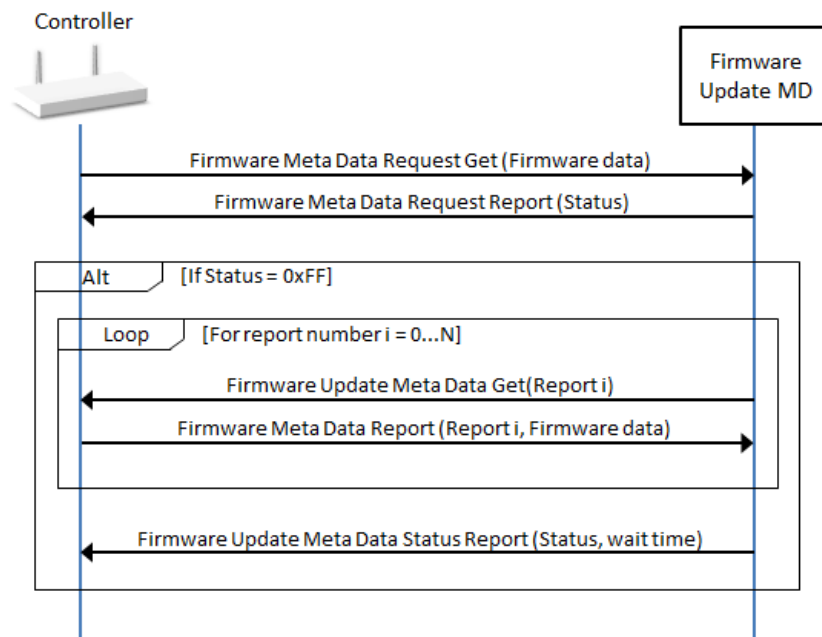 Controller
Firmware
Update MD
Firmware Meta Data Request Get (Firmware data)
Firmware Meta Data Request Report (Status)
Alt [If Status = 0xFF]
Loop [For report number i = 0...N]
Firmware Update Meta Data Get(Report i)
Firmware Meta Data Report (Report i, Firmware data)
Firmware Update Meta Data Status Report (Status, wait time)